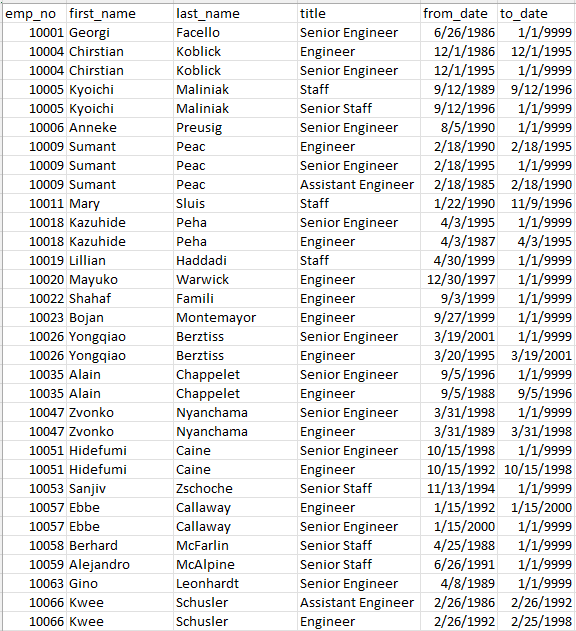 emp_no first_name last_name title from_date to_date
10001 Georgi Facello Senior Engineer 6/26/1986 1/1/9999
10004 Chirstian Koblick Engineer 12/1/1986 12/1/1995
10004 Chirstian Koblick Senior Engineer 12/1/1995 1/1/9999
10005 Kyoichi Maliniak Staff 9/12/1989 9/12/1996
10005 Kyoichi Maliniak Senior Staff 9/12/1996 1/1/9999
10006 Anneke Preusig Senior Engineer 8/5/1990 1/1/9999
10009 Sumant Peac Engineer 2/18/1990 2/18/1995
10009 Sumant Peac Senior Engineer 2/18/1995 1/1/9999
10009 Sumant Peac Assistant Engineer 2/18/1985 2/18/1990
10011 Mary Sluis Staff 1/22/1990 11/9/1996
10018 Kazuhide Peha Senior Engineer 4/3/1995 1/1/9999
10018 Kazuhide Peha Engineer 4/3/1987 4/3/1995
10019 Lillian Haddadi Staff 4/30/1999 1/1/9999
10020 Mayuko Warwick Engineer 12/30/1997 1/1/9999
10022 Shahaf Famili Engineer 9/3/1999 1/1/9999
10023 Bojan Montemayor Engineer 9/27/1999 1/1/9999
10026 Yongqiao Berztiss Senior Engineer 3/19/2001 1/1/9999
10026 Yongqiao Berztiss Engineer 3/20/1995 3/19/2001
10035 Alain Chappelet Senior Engineer 9/5/1996 1/1/9999
10035 Alain Chappelet Engineer 9/5/1988 9/5/1996
10047 Zvonko Nyanchama Senior Engineer 3/31/1998 1/1/9999
10047 Zvonko Nyanchama Engineer 3/31/1989 3/31/1998
10051 Hidefumi Caine Senior Engineer 10/15/1998 1/1/9999
10051 Hidefumi Caine Engineer 10/15/1992 10/15/1998
10053 Sanjiv Zschoche Senior Staff 11/13/1994 1/1/9999
10057 Ebbe Callaway Engineer 1/15/1992 1/15/2000
10057 Ebbe Callaway Senior Engineer 1/15/2000 1/1/9999
10058 Berhard McFarlin Senior Staff 4/25/1988 1/1/9999
10059 Alejandro McAlpine Senior Staff 6/26/1991 1/1/9999
10063 Gino Leonhardt Senior Engineer 4/8/1989 1/1/9999
10066 Kwee Schusler Assistant Engineer 2/26/1986 2/26/1992
10066 Kwee Schusler Engineer 2/26/1992 2/25/1998